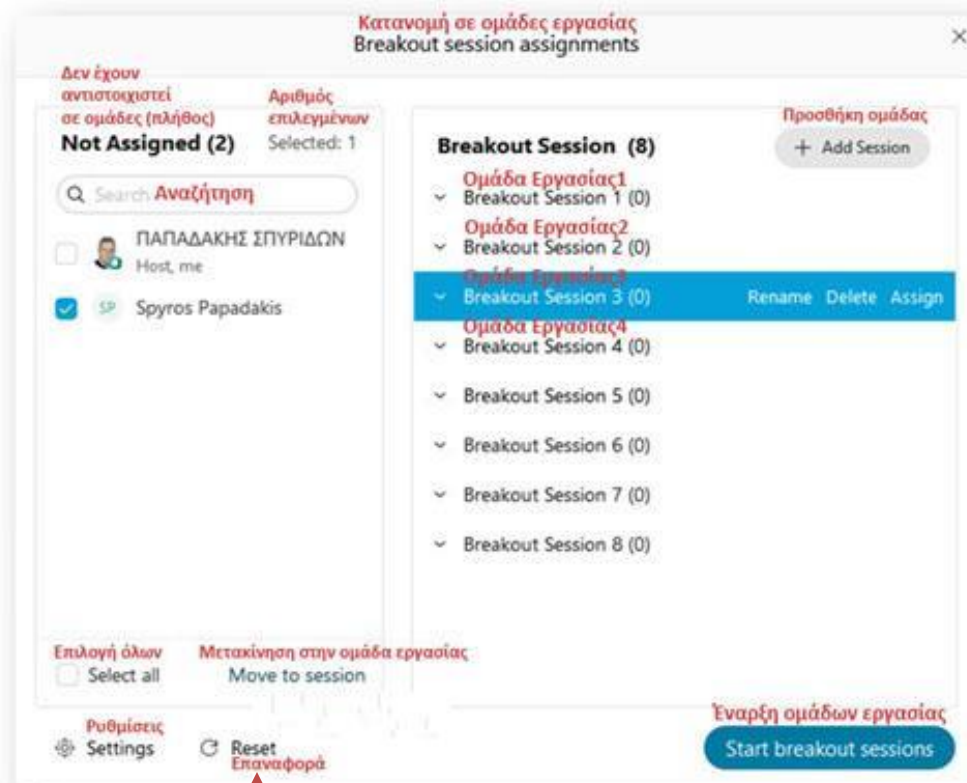 Κατανομή σε ομάδες εργασίας
Breakout session assignments
Δεν έχουν
αντιστοιχιστεί
σε ομάδες (πλήθος)
Αριθμός
επιλεγμένων
Not Assigned (2)
Selected: 1
Search Αναζήτηση
ΠΑΠΑΔΑΚΗΣ ΣΠΥΡΙΔΩΝ
Host, me
SP Spyros Papadakis
Επιλογή όλων
Select all
Μετακίνηση στην ομάδα εργασίας
Move to session
Προσθήκη ομάδας
Breakout Session (8)
+ Add Session
Ομάδα Εργασίας1
Breakout Session 1 (0)
Ομάδα Εργασίας2
Breakout Session 2 (0)
Ομάδα Εργασίας3
Breakout Session 3 (0) Rename Delete Assign
Ομάδα Εργασίας4
Breakout Session 4 (0)
Breakout Session 5 (0)
Breakout Session 6 (0)
Breakout Session 7 (0)
Breakout Session 8 (0)
Ρυθμίσεις
Settings
Reset
Επαναφορά
Έναρξη ομάδων εργασίας
Start breakout sessions